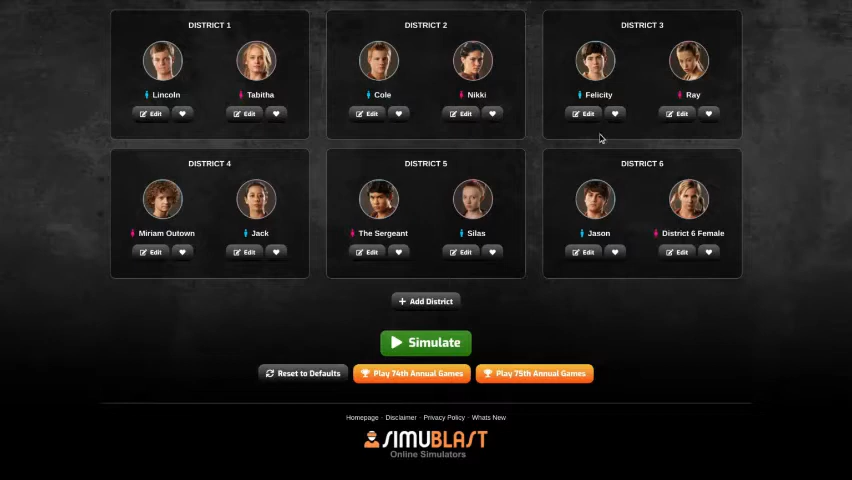 DISTRICT 1
DISTRICT 2
DISTRICT 3
Lincoln
Tabitha
Cole
Nikki
Felicity
Ray
Edit
Edit
Edit
Edit
Edit
Edit
DISTRICT 4
DISTRICT 5
DISTRICT 6
Miriam Outown
Jack
The Sergeant
Silas
Jason
District 6 Female
Edit
Edit
Edit
Edit
Edit
Edit
Add District
Simulate
Reset to Defaults
Play 74th Annual Games
Play 75th Annual Games
Homepage - Disclaimer - Privacy Policy - Whats New
SIMUBLAST
Online Simulators